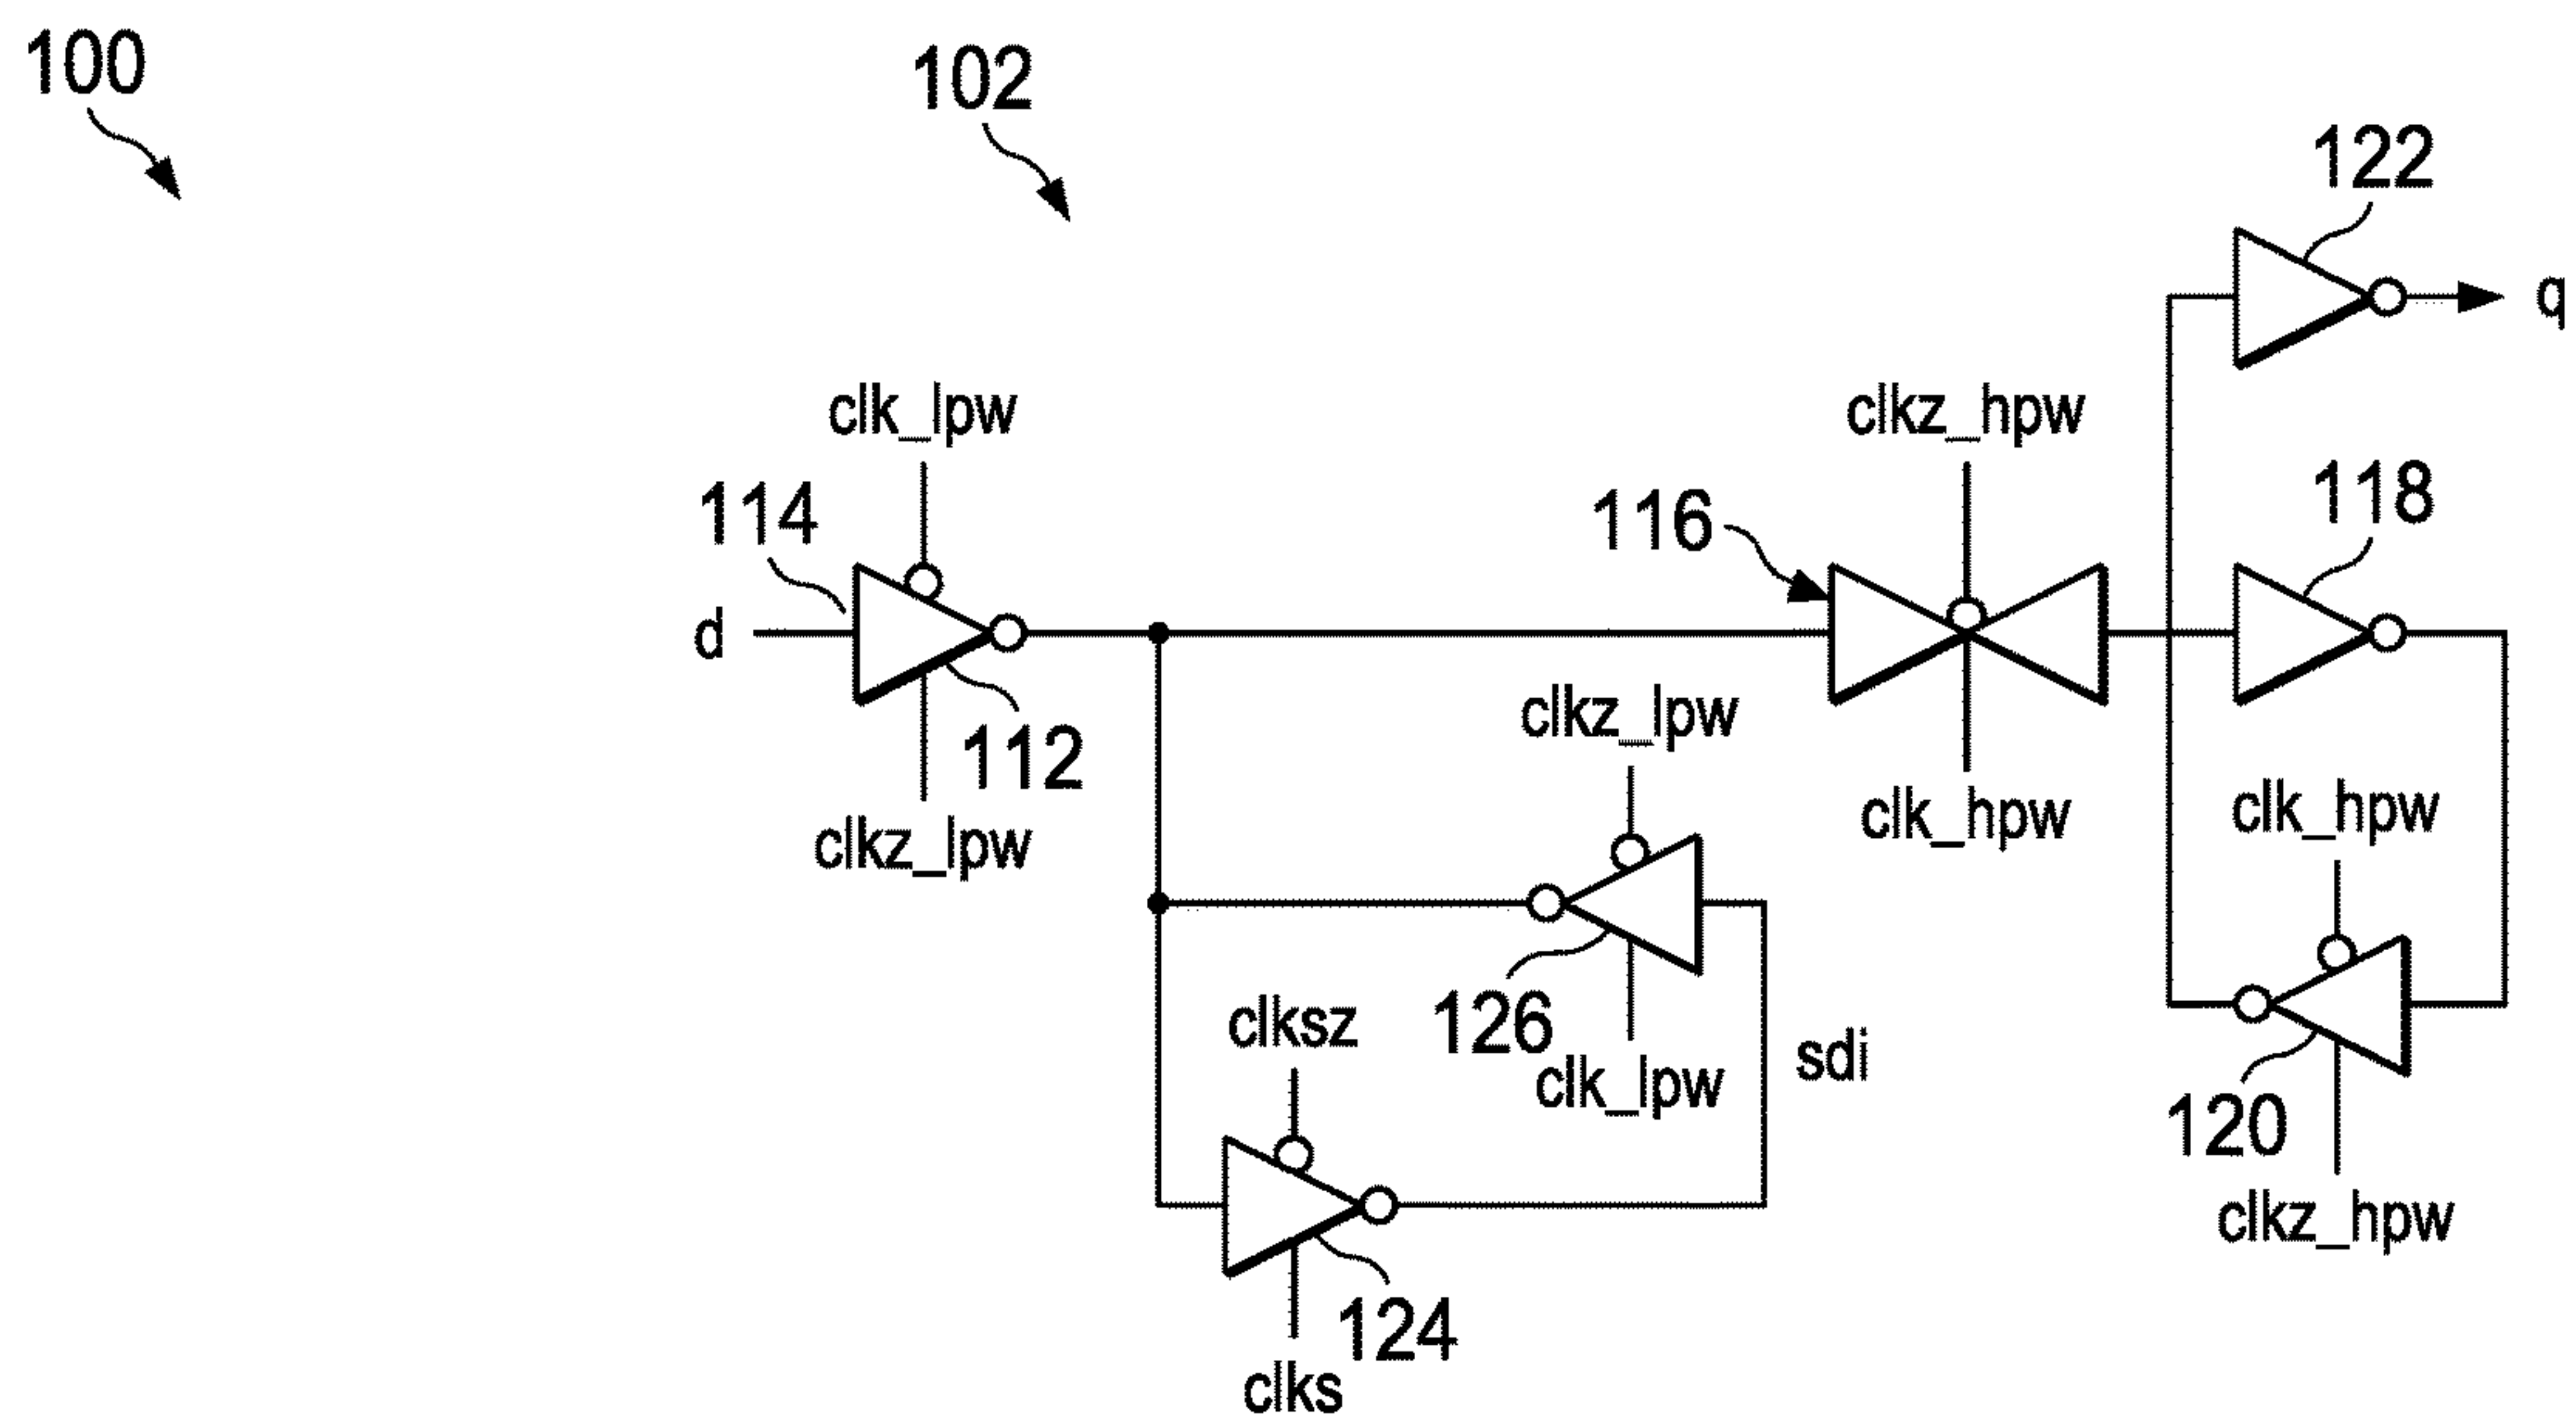 100
102
122
q
clk_lpw
clkz_hpw
114
116
118
d
clkz_lpw
112
clk_hpw
clk_hpw
clkz_lpw
clksz
126
sdi
clk_lpw
120
clkz_hpw
124
clks